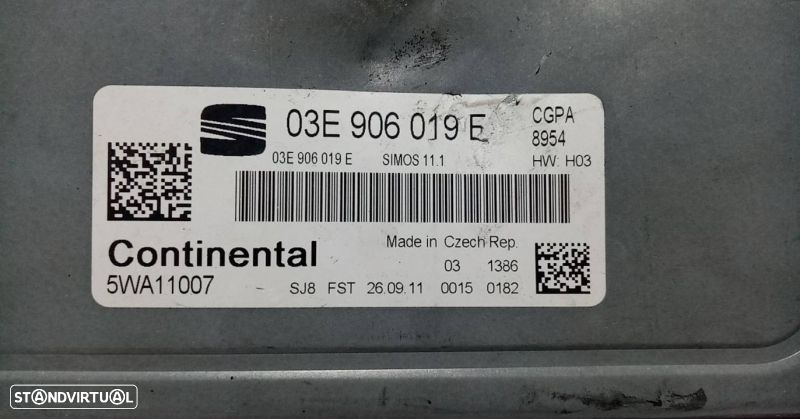 03E 906 019 E
CGPA
8954
03E 906 019 E SIMOS 11.1 HW: H03
Continental
5WA11007
Made in Czech Rep.
03 1386
SJ8 FST 26.09.11 0015 0182
STANDVIRTUAL